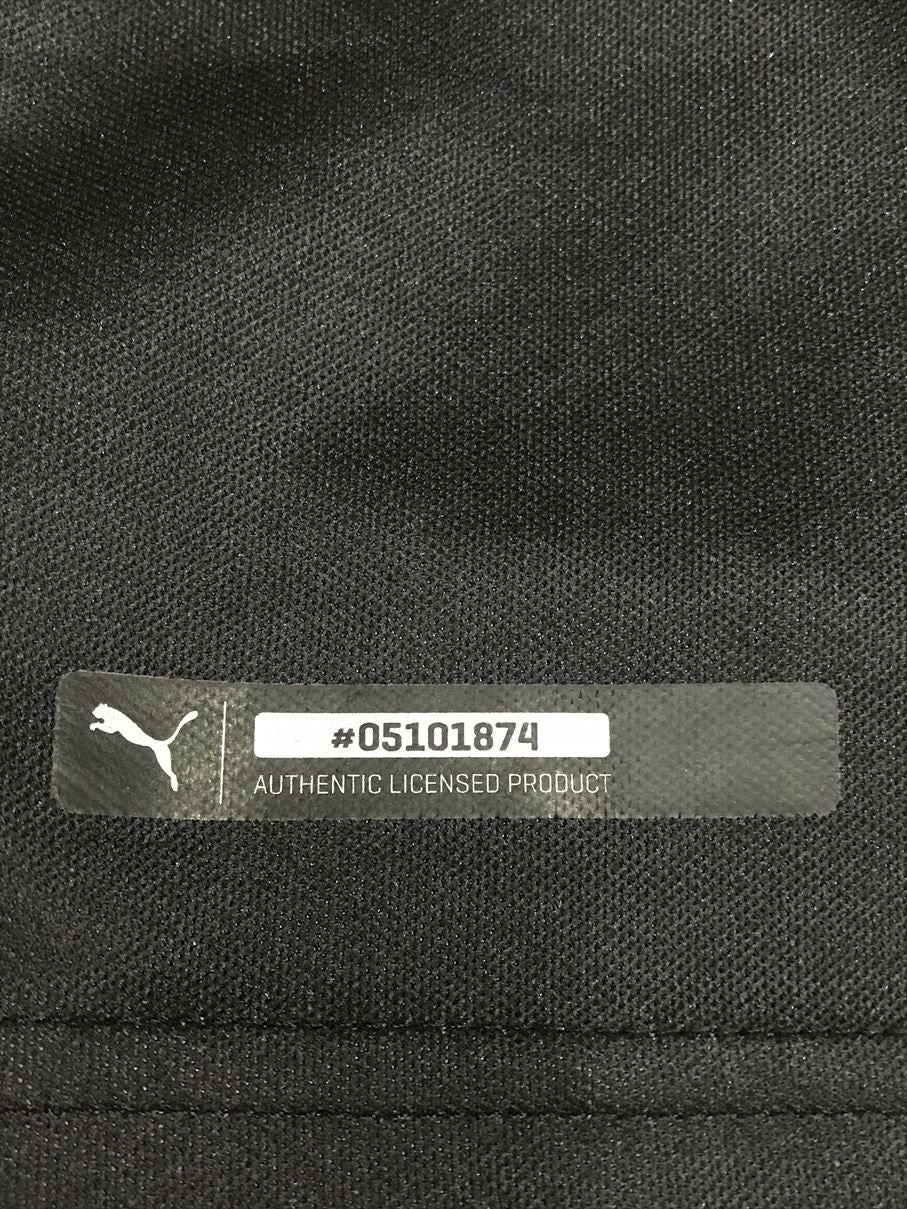 #05101874
AUTHENTIC LICENSED PRODUCT